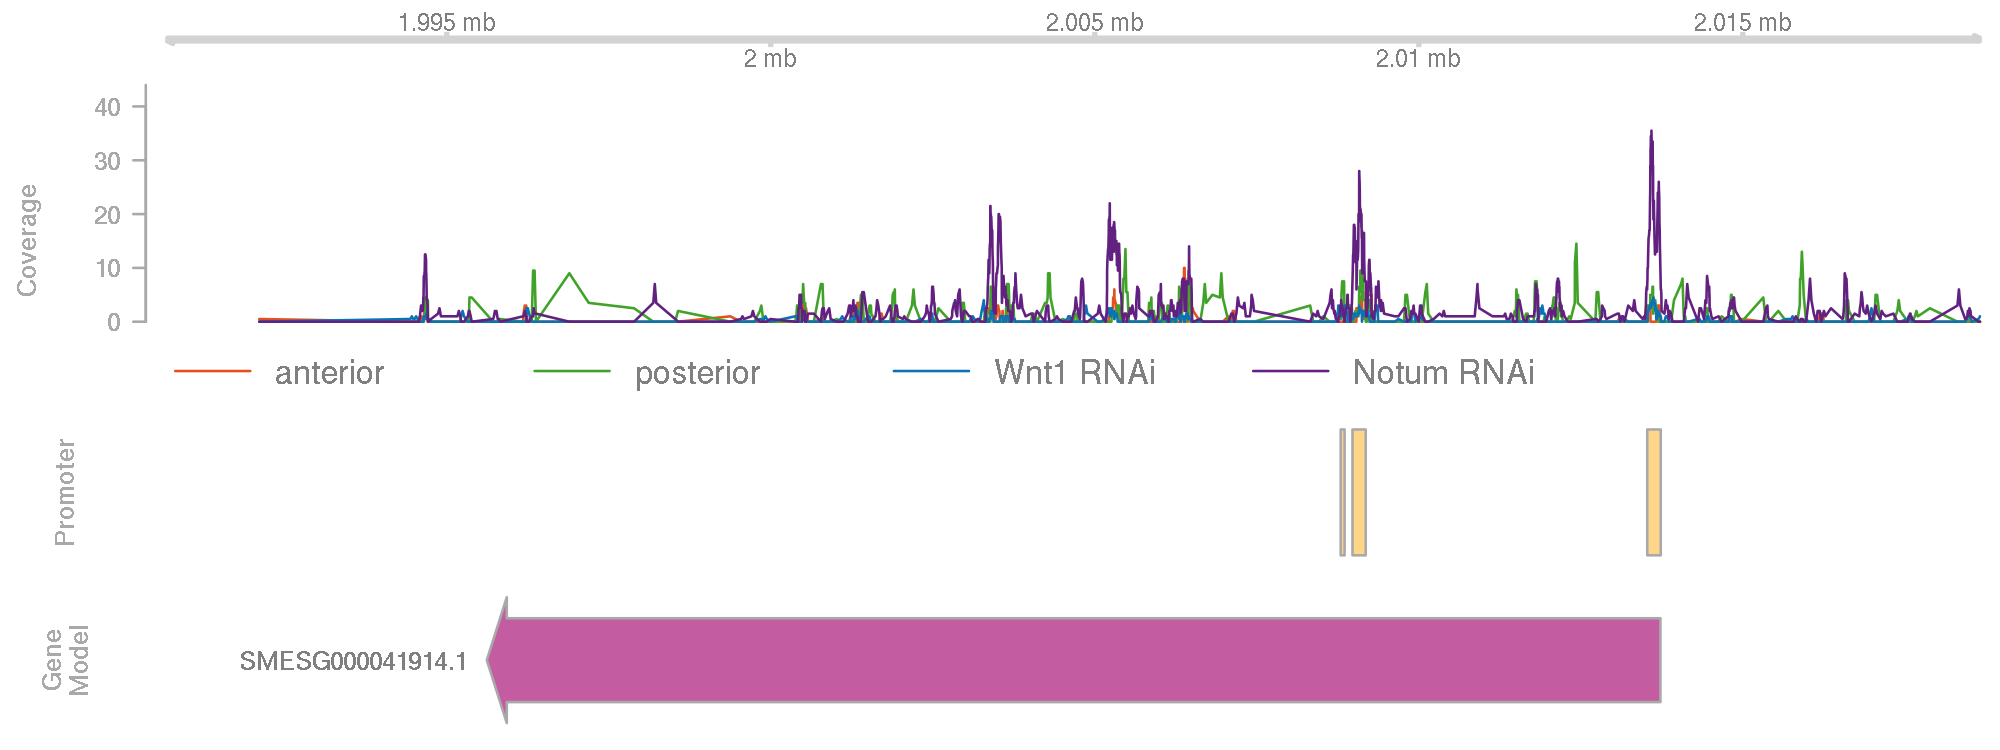 1.995 mb
2.005 mb
2.015 mb
2 mb
2.01 mb
Coverage
40
30
20
10
0
anterior
posterior
Wnt1 RNAi
Notum RNAi
Promoter
Gene
Model
SMESG000041914.1